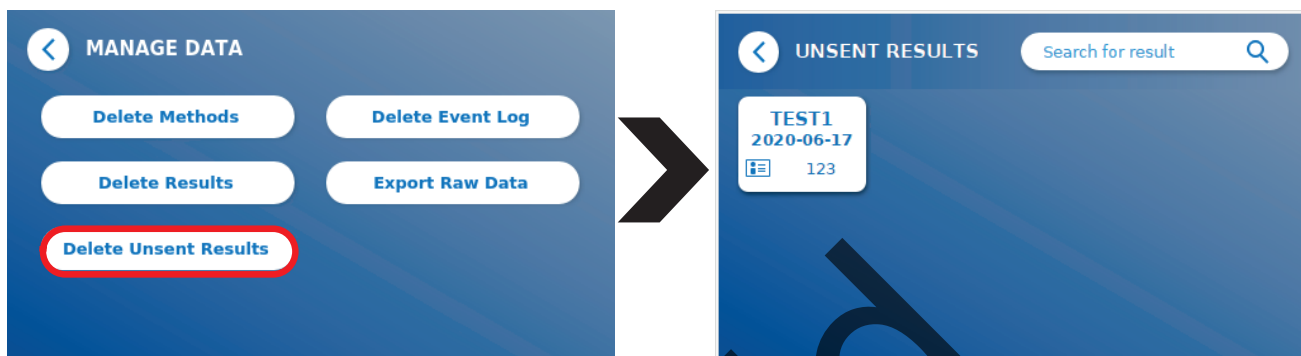 MANAGE DATA
Delete Methods
Delete Event Log
Delete Results
Export Raw Data
Delete Unsent Results
UNSENT RESULTS
Search for result
TEST1
2020-06-17
123